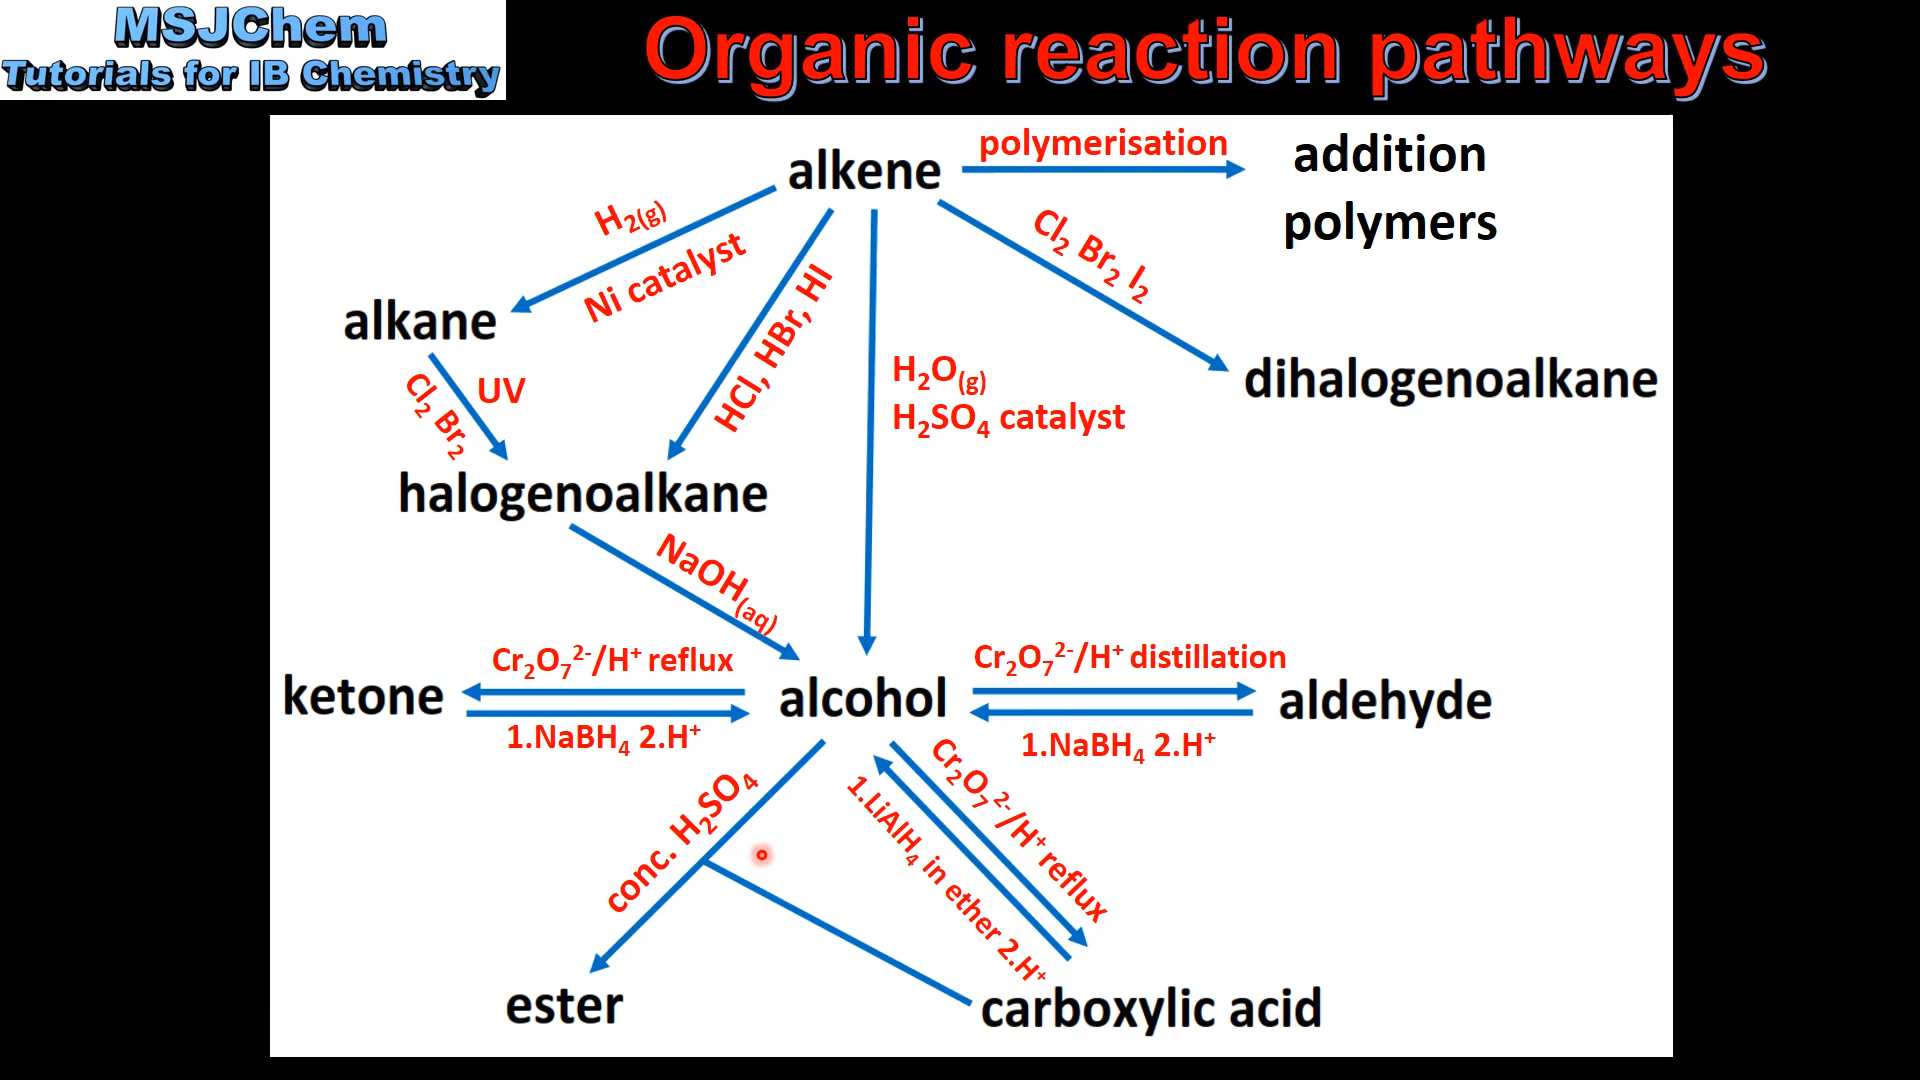 MSJChem
Tutorials for IB Chemistry
Organic reaction pathways
alkene
polymerisation
addition
polymers
H₂(g)
Ni catalyst
Cl₂ Br₂ I₂
HCl, HBr, HI
alkane
UV
Cl₂ Br₂
H₂O(g)
H₂SO₄ catalyst
dihalogenoalkane
halogenoalkane
NaOH(aq)
Cr₂O₇²⁻/H⁺ reflux
Cr₂O₇²⁻/H⁺ distillation
ketone
alcohol
aldehyde
1.NaBH₄ 2.H⁺
1.NaBH₄ 2.H⁺
conc. H₂SO₄
Cr₂O₇²⁻/H⁺ reflux
1.LiAlH₄ in ether 2.H⁺
ester
carboxylic acid